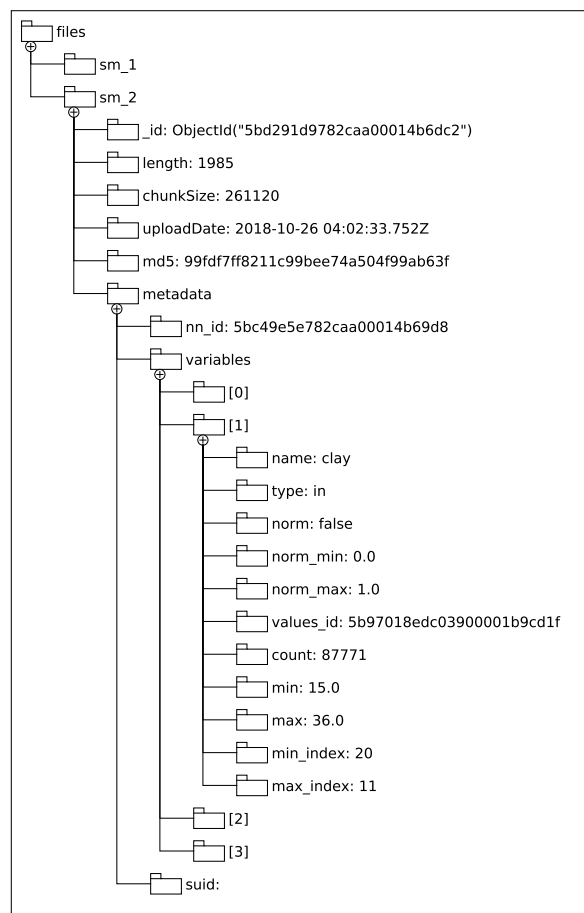 files
sm_1
sm_2
_id: ObjectId("5bd291d9782caa00014b6dc2")
length: 1985
chunkSize: 261120
uploadDate: 2018-10-26 04:02:33.752Z
md5: 99fdf7ff8211c99bee74a504f99ab63f
metadata
nn_id: 5bc49e5e782caa00014b69d8
variables
[0]
[1]
name: clay
type: in
norm: false
norm_min: 0.0
norm_max: 1.0
values_id: 5b97018edc03900001b9cd1f
count: 87771
min: 15.0
max: 36.0
min_index: 20
max_index: 11
[2]
[3]
suid: